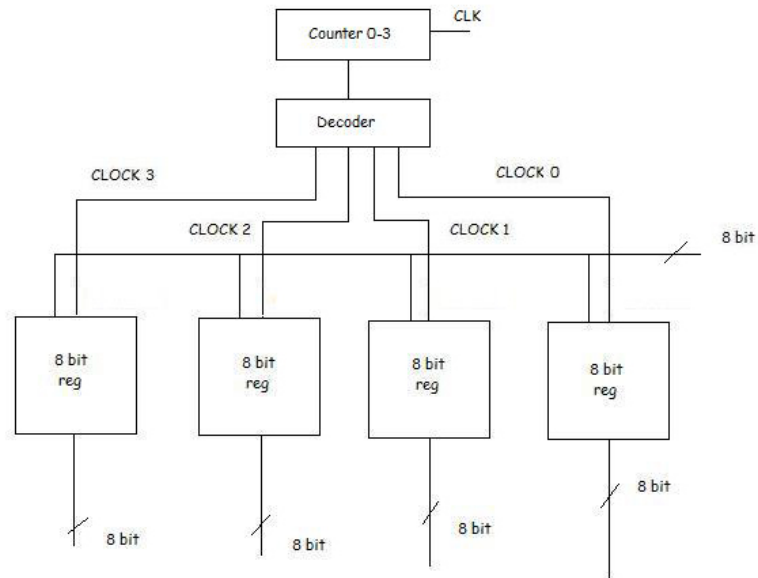 CLK
Counter 0-3
Decoder
CLOCK 3
CLOCK 0
CLOCK 2
CLOCK 1
8 bit
8 bit
reg
8 bit
reg
8 bit
reg
8 bit
reg
8 bit
8 bit
8 bit
8 bit